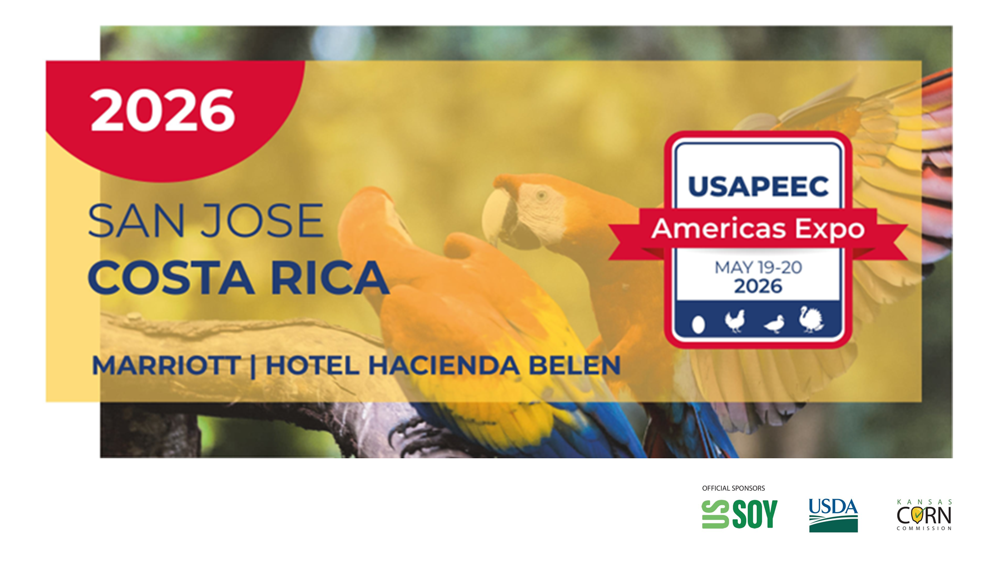 2026
SAN JOSE
COSTA RICA
MARRIOTT | HOTEL HACIENDA BELEN
USAPEEC
Americas Expo
MAY 19-20
2026
OFFICIAL SPONSORS
US SOY
USDA
KANSAS
CORN
COMMISSION